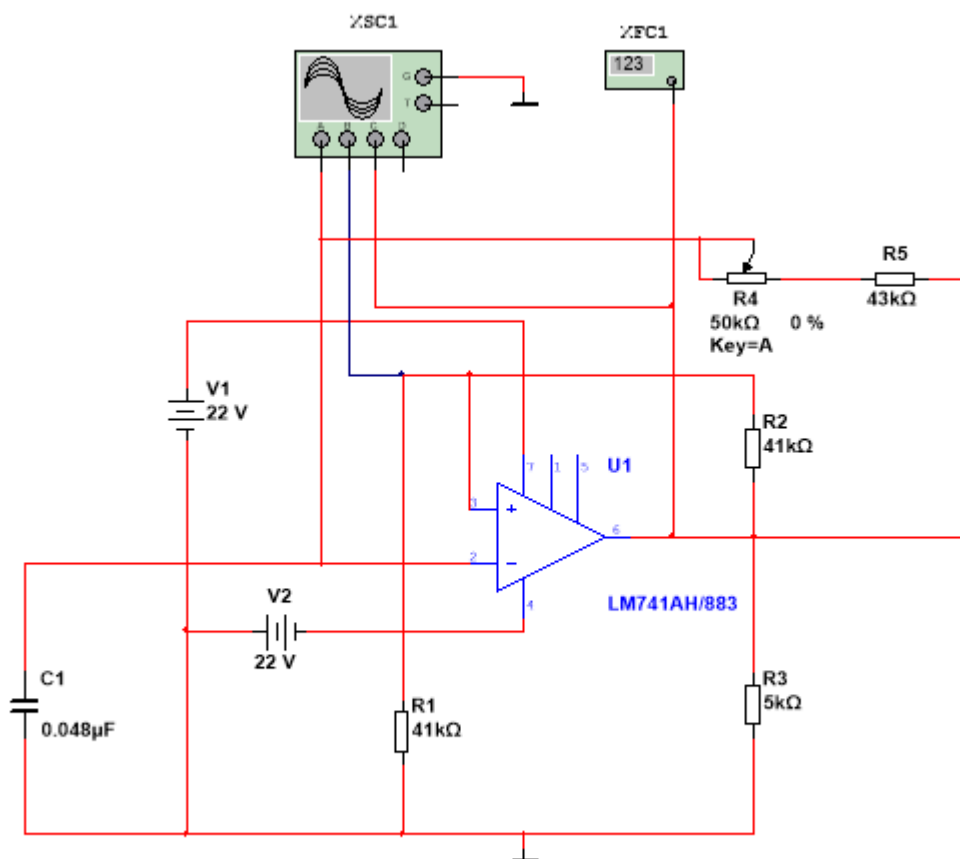 XSC1
XFC1
123
G
T
A B C D
R5
43kΩ
R4
50kΩ 0 %
Key=A
V1
22 V
R2
41kΩ
U1
7 1 5
3
+
6
2
−
4
LM741AH/883
V2
22 V
C1
0.048µF
R1
41kΩ
R3
5kΩ